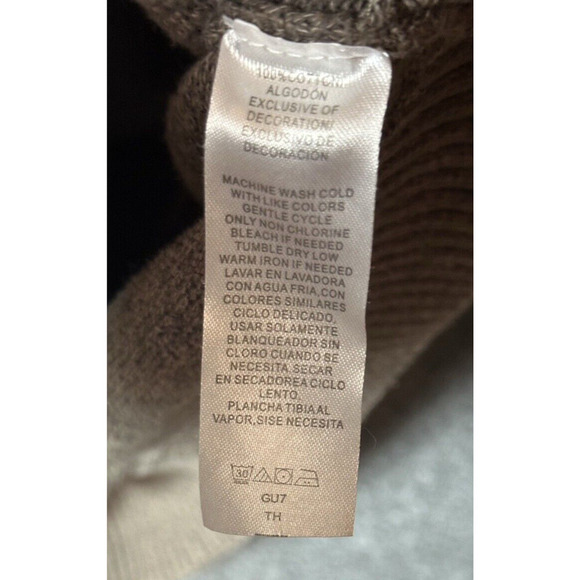 100% COTTON/
ALGODÓN
EXCLUSIVE OF
DECORATION/
EXCLUSIVO DE
DECORACIÓN
MACHINE WASH COLD
WITH LIKE COLORS
GENTLE CYCLE
ONLY NON CHLORINE
BLEACH IF NEEDED
TUMBLE DRY LOW
WARM IRON IF NEEDED
LAVAR EN LAVADORA
CON AGUA FRIA,CON
COLORES SIMILARES
CICLO DELICADO,
USAR SOLAMENTE
BLANQUEADOR SIN
CLORO CUANDO SE
NECESITA SECAR
EN SECADOREA CICLO
LENTO,
PLANCHA TIBIAAL
VAPOR,SISE NECESITA
30
GU7
TH